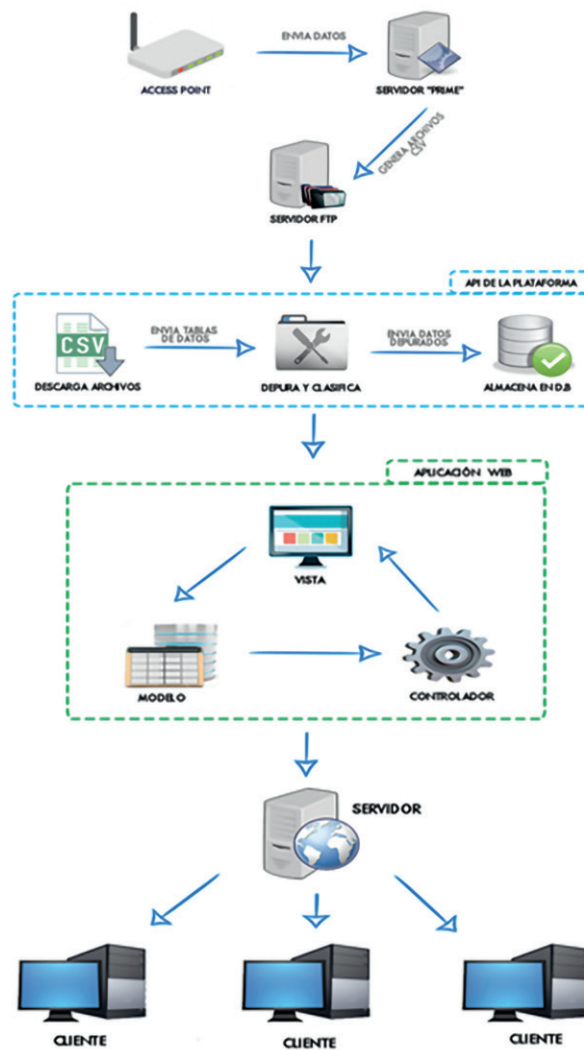 ENVIA DATOS
ACCESS POINT
SERVIDOR "PRIME"
GENERA ARCHIVOS
CSV
SERVIDOR FTP
API DE LA PLATAFORMA
CSV
ENVIA TABLAS
DE DATOS
ENVIA DATOS
DEPURADOS
DESCARGA ARCHIVOS
DEPURA Y CLASIFICA
ALMACENA EN D.B
APLICACIÓN WEB
VISTA
MODELO
CONTROLADOR
SERVIDOR
CLIENTE
CLIENTE
CLIENTE